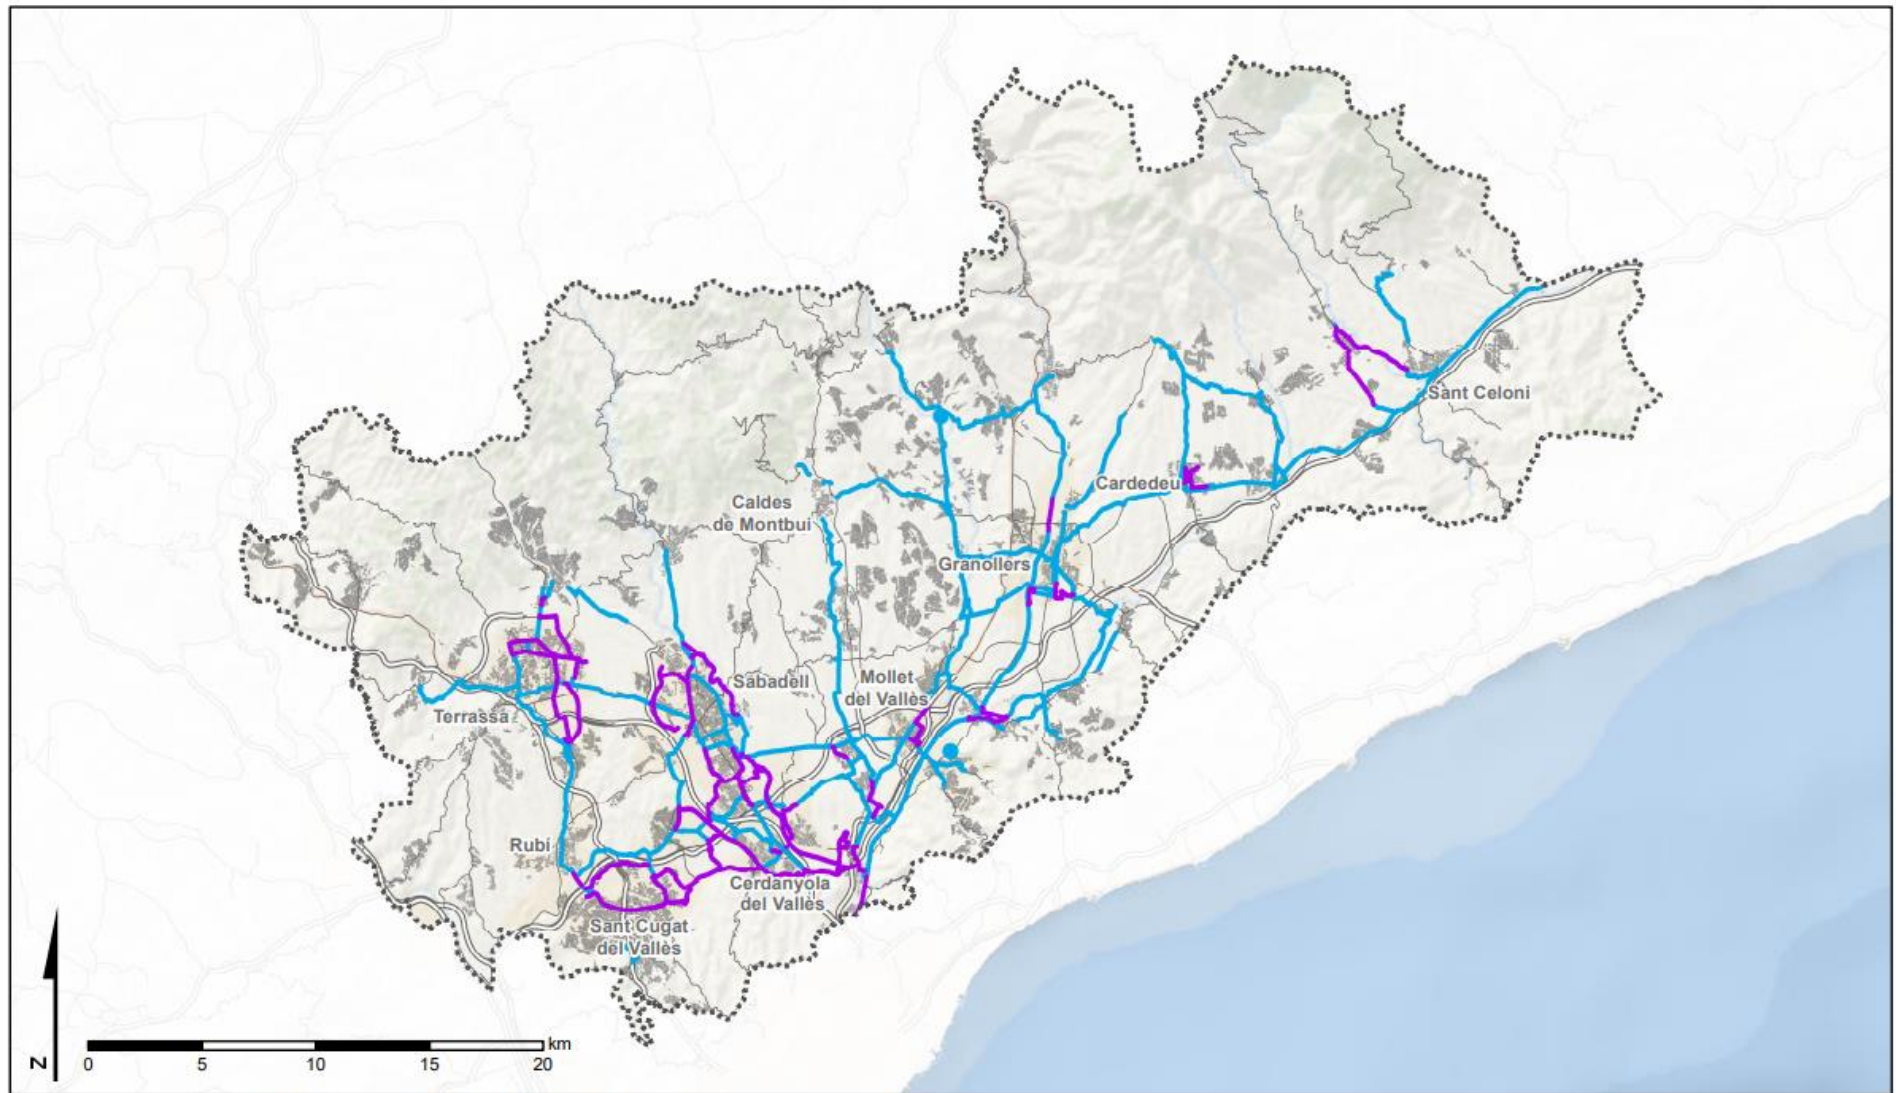 Sant Celoni
Cardedeu
Caldes
de Montbui
Granollers
Sabadell
Mollet
del Vallès
Terrassa
Rubí
Cerdanyola
del Vallès
Sant Cugat
del Vallès
N
km
0 5 10 15 20